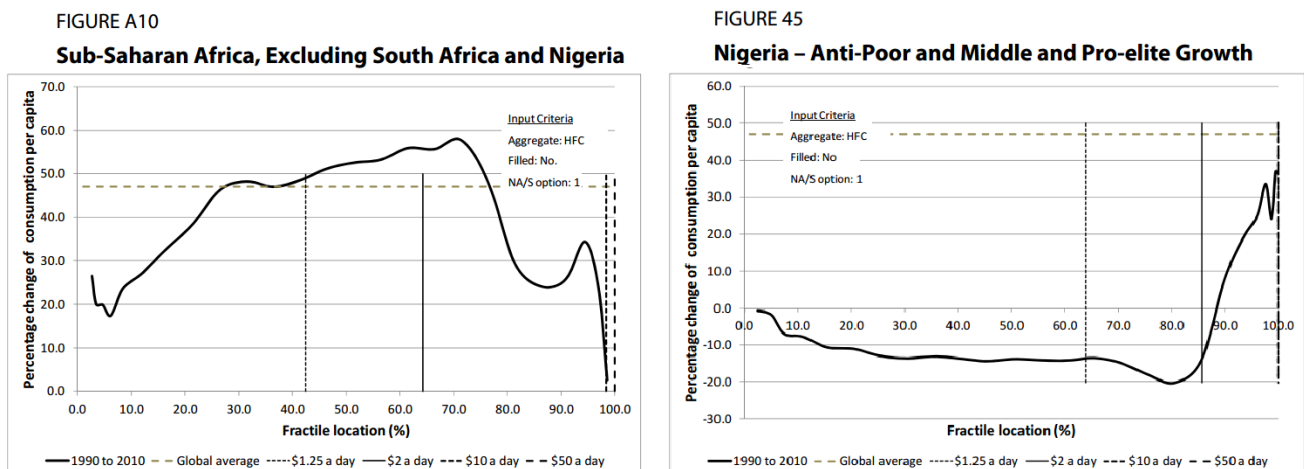 FIGURE A10
Sub-Saharan Africa, Excluding South Africa and Nigeria
Percentage change of consumption per capita
70.0
60.0
50.0
40.0
30.0
20.0
10.0
0.0
Input Criteria
Aggregate: HFC
Filled: No.
NA/S option: 1
0.0 10.0 20.0 30.0 40.0 50.0 60.0 70.0 80.0 90.0 100.0
Fractile location (%)
1990 to 2010 Global average $1.25 a day $2 a day $10 a day $50 a day
FIGURE 45
Nigeria – Anti-Poor and Middle and Pro-elite Growth
Percentage change of consumption per capita
60.0
50.0
40.0
30.0
20.0
10.0
0.0
-10.0
-20.0
-30.0
Input Criteria
Aggregate: HFC
Filled: No
NA/S option: 1
0.0 10.0 20.0 30.0 40.0 50.0 60.0 70.0 80.0 90.0 100.0
Fractile location (%)
1990 to 2010 Global average $1.25 a day $2 a day $10 a day $50 a day